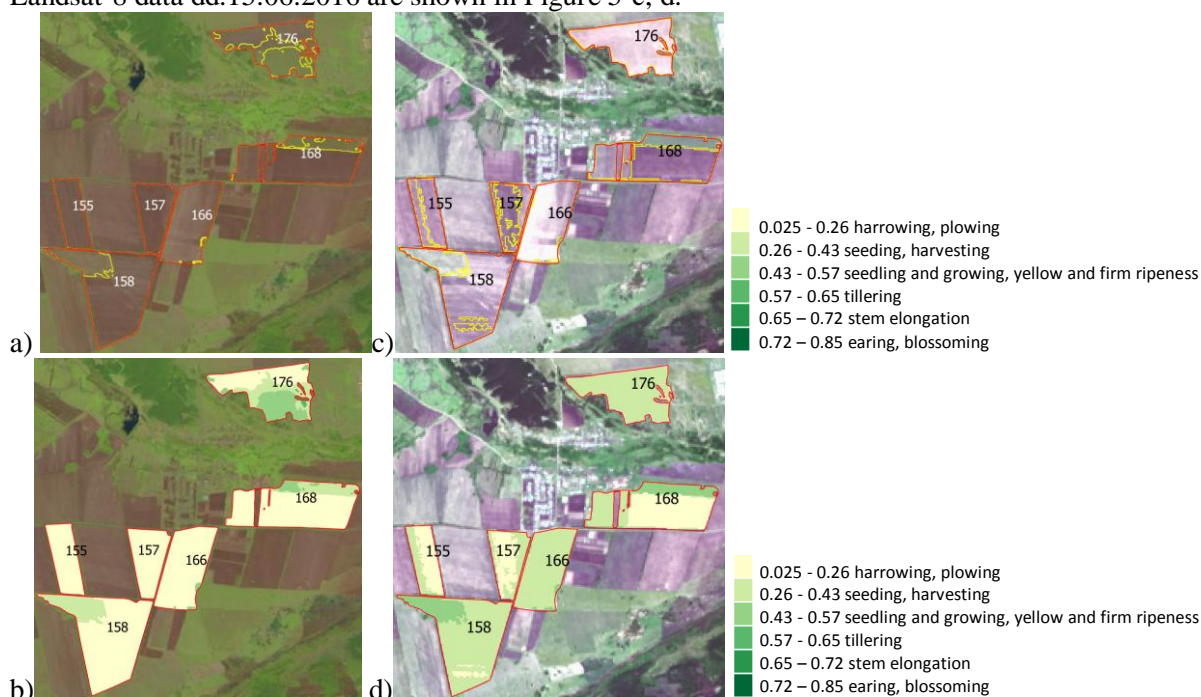 Landsat-8 data dd.15.06.2016 are shown in Figure 5 c, d.
176
168
155
157
166
158
a)
176
168
155
157
166
158
c)
0.025 - 0.26 harrowing, plowing
0.26 - 0.43 seeding, harvesting
0.43 - 0.57 seedling and growing, yellow and firm ripeness
0.57 - 0.65 tillering
0.65 – 0.72 stem elongation
0.72 – 0.85 earing, blossoming
176
168
155
157
166
158
b)
176
168
155
157
166
158
d)
0.025 - 0.26 harrowing, plowing
0.26 - 0.43 seeding, harvesting
0.43 - 0.57 seedling and growing, yellow and firm ripeness
0.57 - 0.65 tillering
0.65 – 0.72 stem elongation
0.72 – 0.85 earing, blossoming